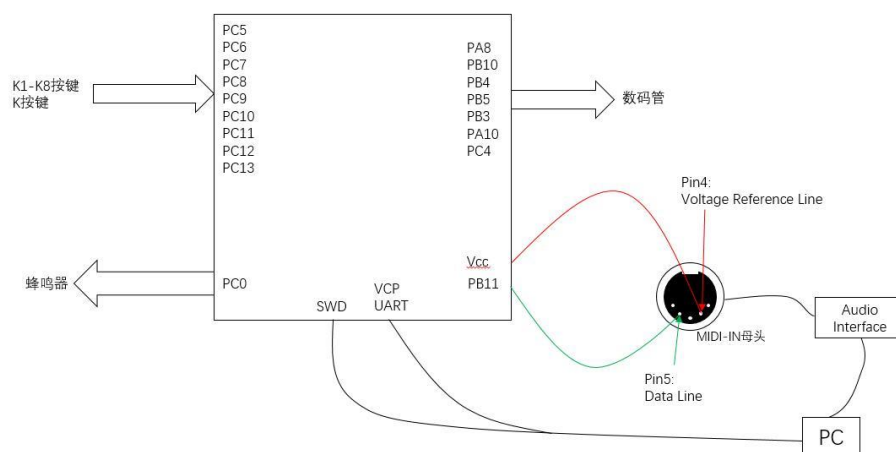 K1-K8按键
K按键
PC5
PC6
PC7
PC8
PC9
PC10
PC11
PC12
PC13
PA8
PB10
PB4
PB5
PB3
PA10
PC4
数码管
Pin4:
Voltage Reference Line
蜂鸣器
PC0
SWD
VCP
UART
Vcc
PB11
MIDI-IN母头
Audio
Interface
Pin5:
Data Line
PC